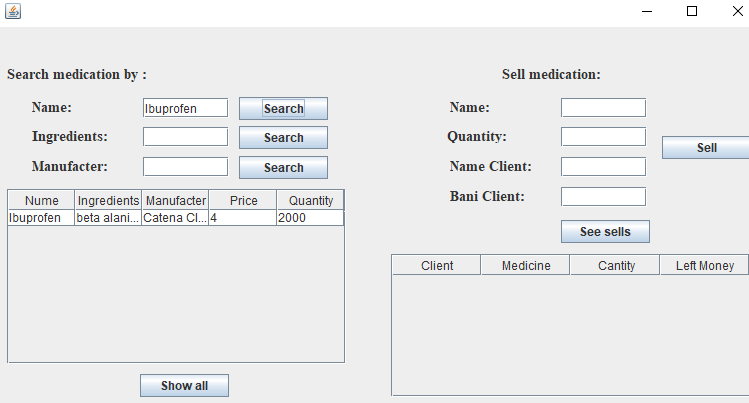 Search medication by :
Name:
Ibuprofen
Search
Ingredients:
Search
Manufacter:
Search
Nume Ingredients Manufacter Price Quantity
Ibuprofen beta alani... Catena Cl... 4 2000
Show all
Sell medication:
Name:
Quantity:
Sell
Name Client:
Bani Client:
See sells
Client Medicine Cantity Left Money